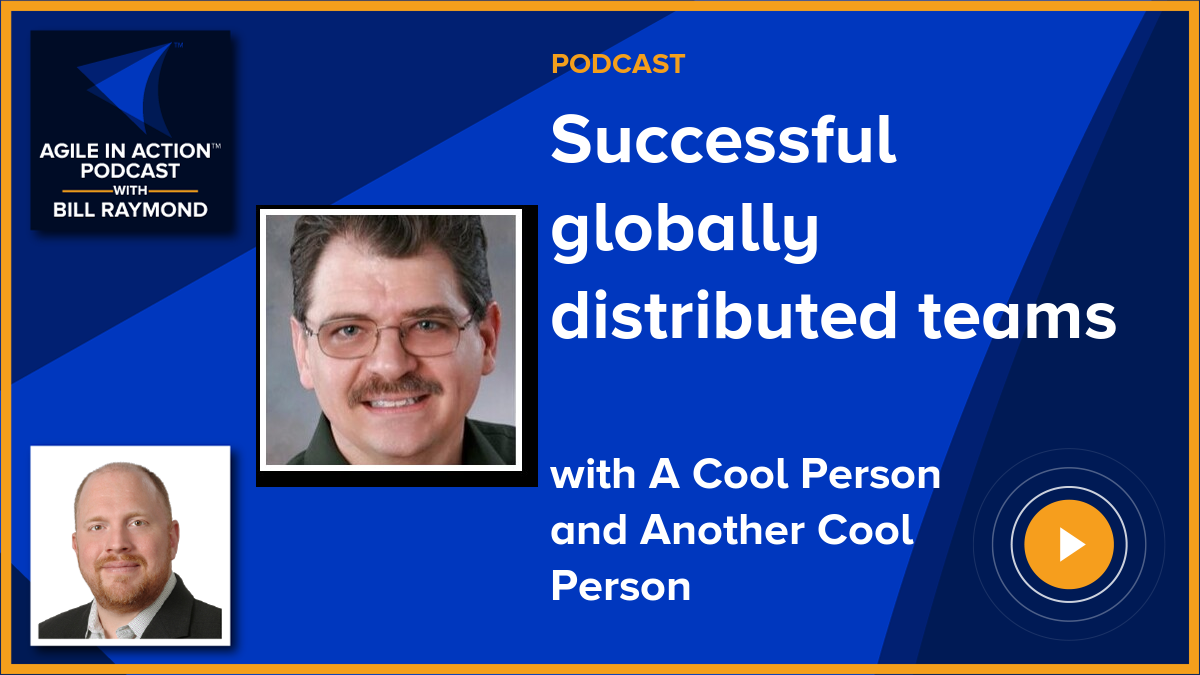 ™
AGILE IN ACTION™
PODCAST
WITH
BILL RAYMOND
PODCAST
Successful
globally
distributed teams
with A Cool Person
and Another Cool
Person